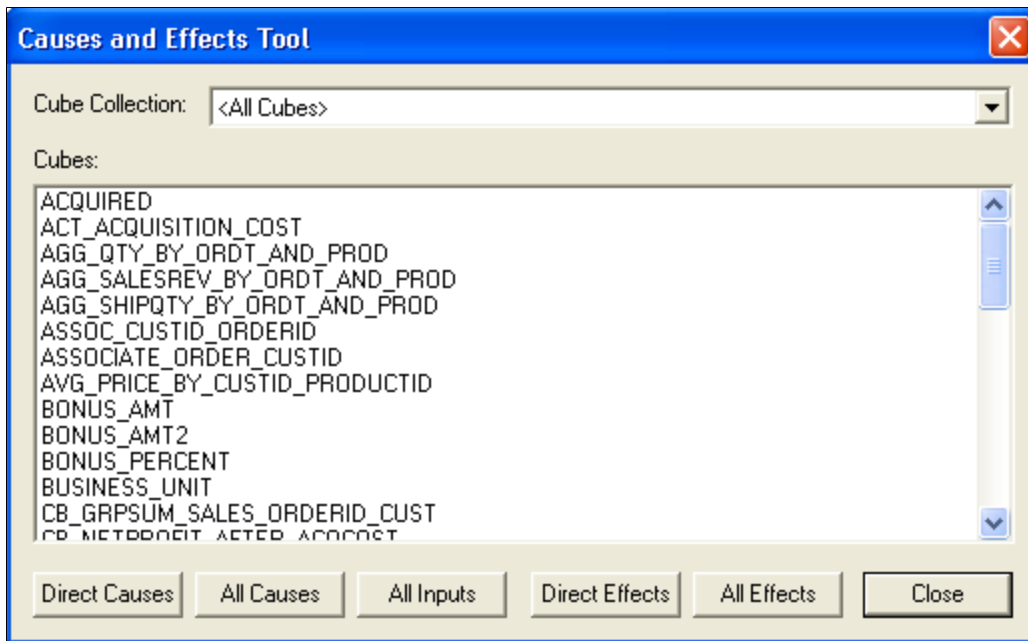 Causes and Effects Tool
Cube Collection: <All Cubes>
Cubes:
ACQUIRED
ACT_ACQUISITION_COST
AGG_QTY_BY_ORDT_AND_PROD
AGG_SALESREV_BY_ORDT_AND_PROD
AGG_SHIPQTY_BY_ORDT_AND_PROD
ASSOC_CUSTID_ORDERID
ASSOCIATE_ORDER_CUSTID
AVG_PRICE_BY_CUSTID_PRODUCTID
BONUS_AMT
BONUS_AMT2
BONUS_PERCENT
BUSINESS_UNIT
CB_GRPSUM_SALES_ORDERID_CUST
CB_NETPROFIT_AFTER_ACQCOST
Direct Causes All Causes All Inputs Direct Effects All Effects Close